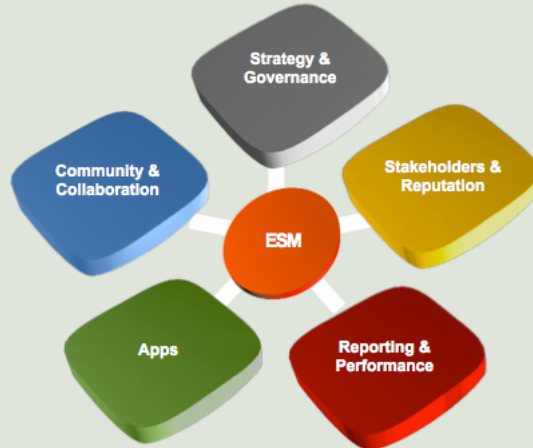 Strategy &
Governance
Community &
Collaboration
Stakeholders &
Reputation
ESM
Apps
Reporting &
Performance